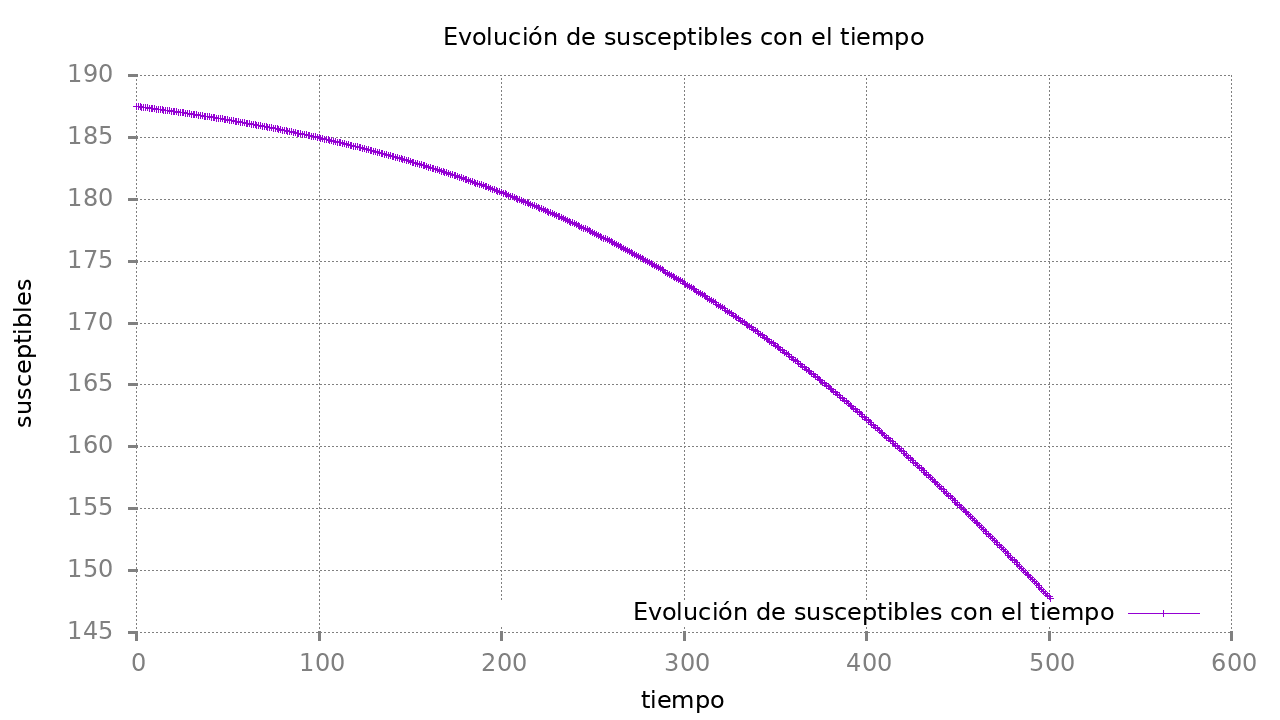 Evolución de susceptibles con el tiempo
190
185
180
175
170
165
160
155
150
145
susceptibles
Evolución de susceptibles con el tiempo
0 100 200 300 400 500 600
tiempo